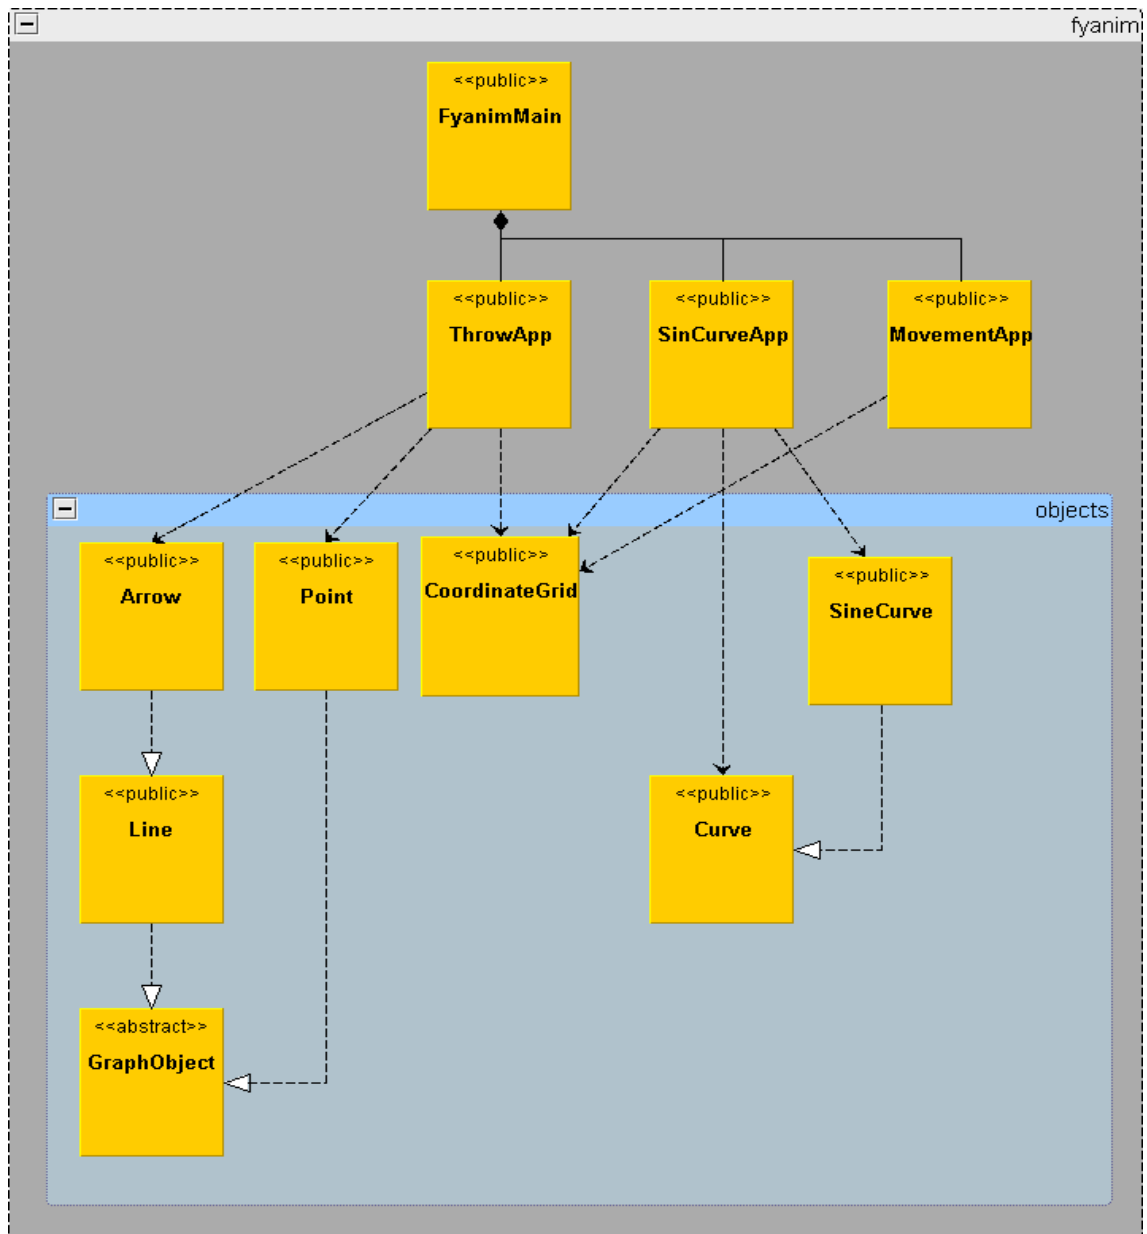 fyanim
<<public>>
FyanimMain
<<public>>
ThrowApp
<<public>>
SinCurveApp
<<public>>
MovementApp
objects
<<public>>
Arrow
<<public>>
Point
<<public>>
CoordinateGrid
<<public>>
SineCurve
<<public>>
Line
<<public>>
Curve
<<abstract>>
GraphObject